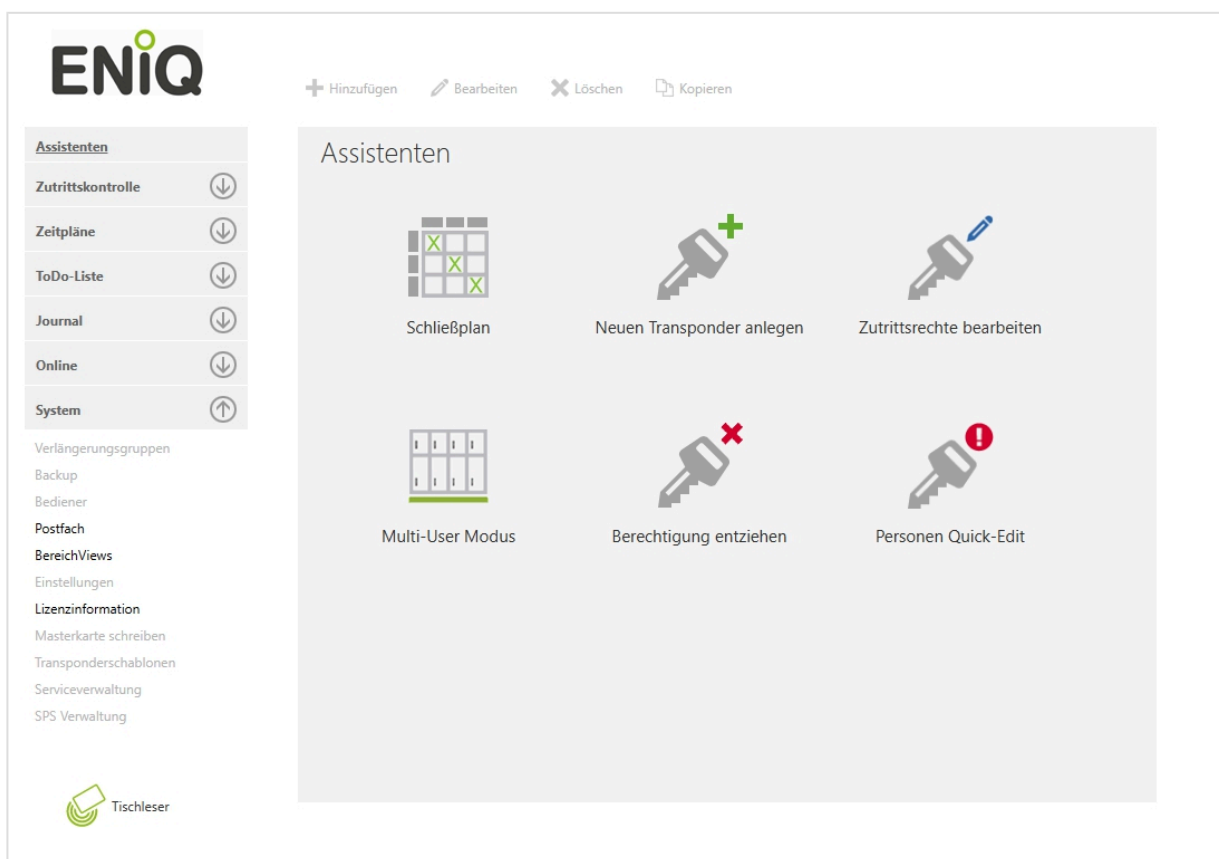 ENiQ
Hinzufügen Bearbeiten Löschen Kopieren
Assistenten
Zutrittskontrolle
Zeitpläne
ToDo-Liste
Journal
Online
System
Verlängerungsgruppen
Backup
Bediener
Postfach
BereichViews
Einstellungen
Lizenzinformation
Masterkarte schreiben
Transponderschablonen
Serviceverwaltung
SPS Verwaltung
Tischleser
Assistenten
Schließplan
Neuen Transponder anlegen
Zutrittsrechte bearbeiten
Multi-User Modus
Berechtigung entziehen
Personen Quick-Edit